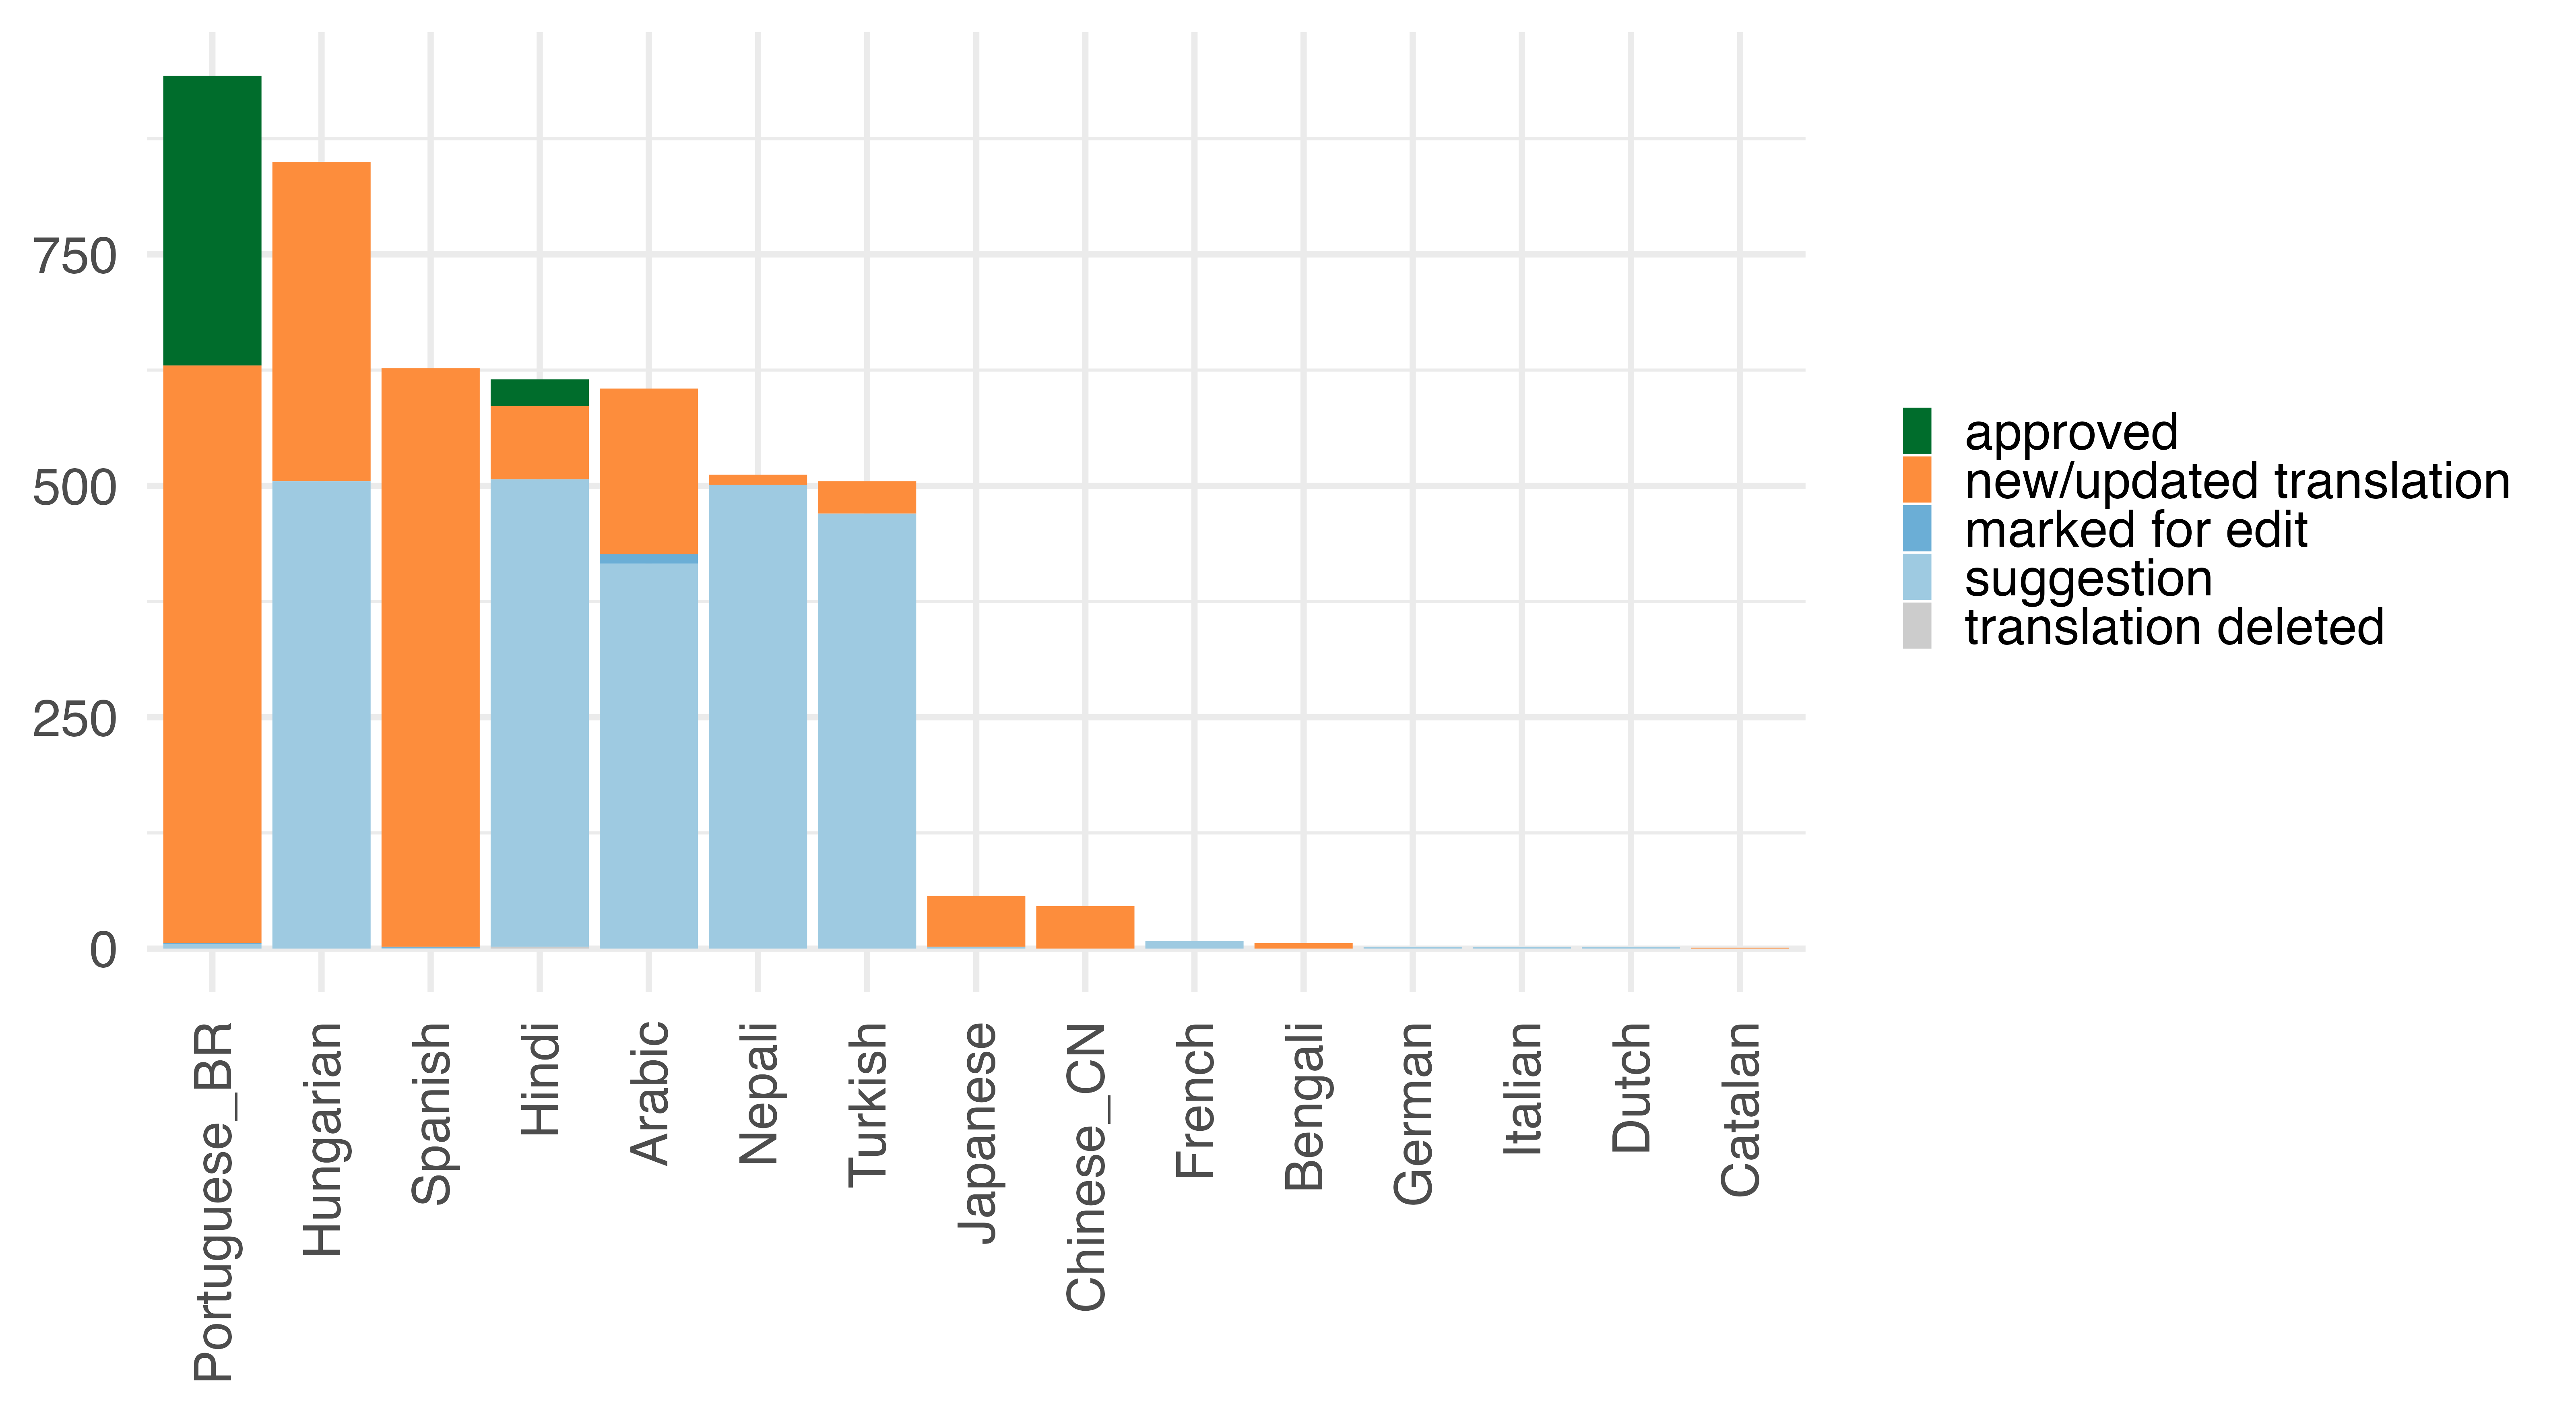 750
500
250
0
Portuguese_BR
Hungarian
Spanish
Hindi
Arabic
Nepali
Turkish
Japanese
Chinese_CN
French
Bengali
German
Italian
Dutch
Catalan
approved
new/updated translation
marked for edit
suggestion
translation deleted